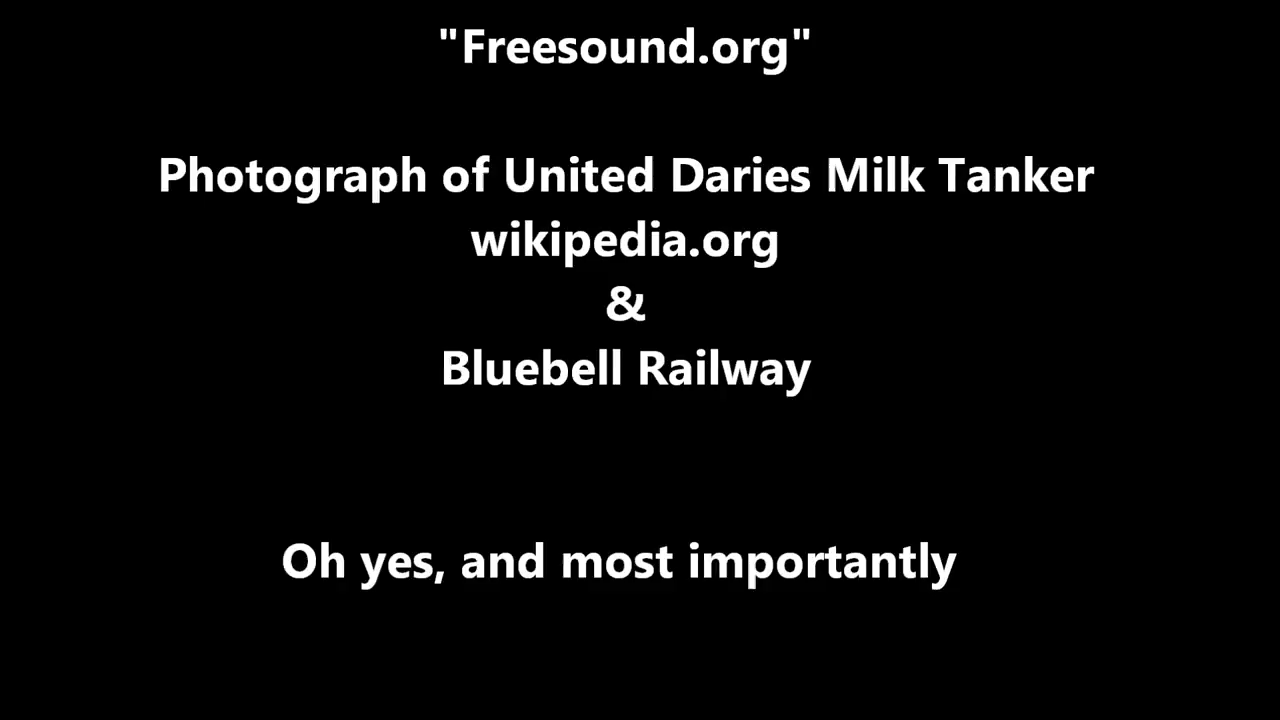 "Freesound.org"
Photograph of United Daries Milk Tanker
wikipedia.org
&
Bluebell Railway
Oh yes, and most importantly